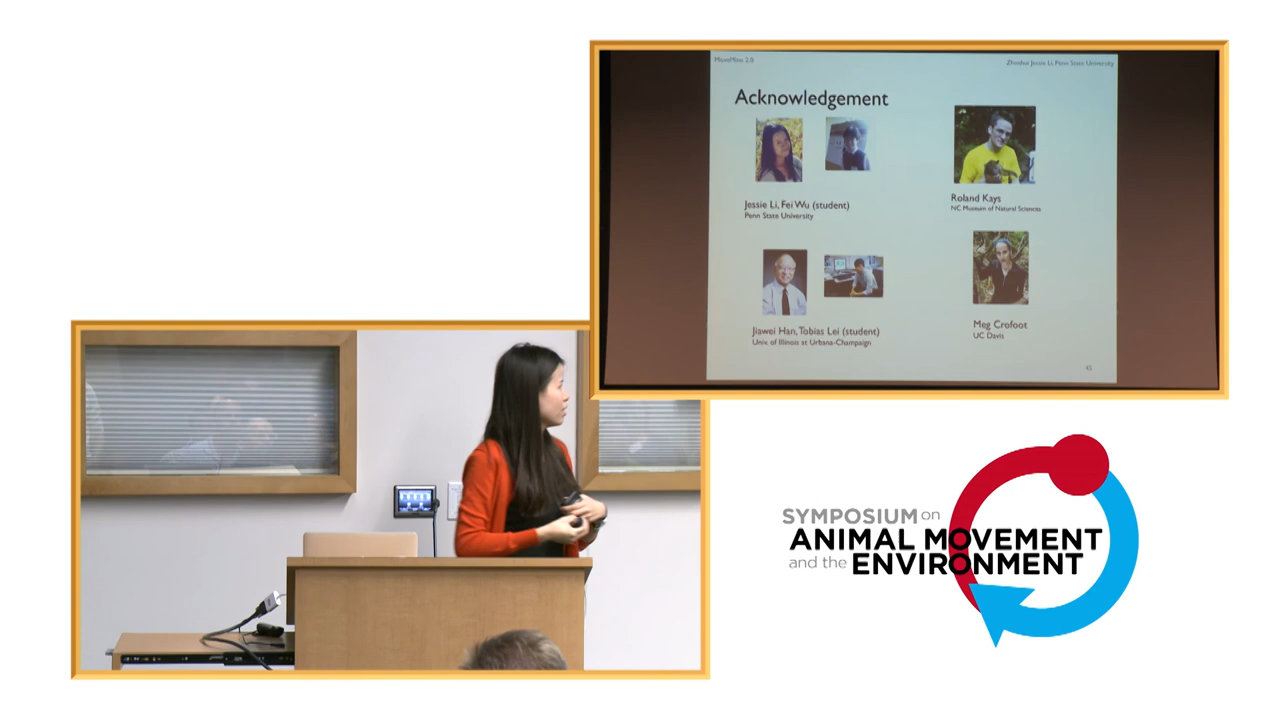 MoveMine 2.0
Zhenhui Jessie Li, Penn State University
Acknowledgement
Jessie Li, Fei Wu (student)
Penn State University
Roland Kays
NC Museum of Natural Sciences
Jiawei Han, Tobias Lei (student)
Univ. of Illinois at Urbana-Champaign
Meg Crofoot
UC Davis
45
SYMPOSIUM on
ANIMAL MOVEMENT
and the ENVIRONMENT